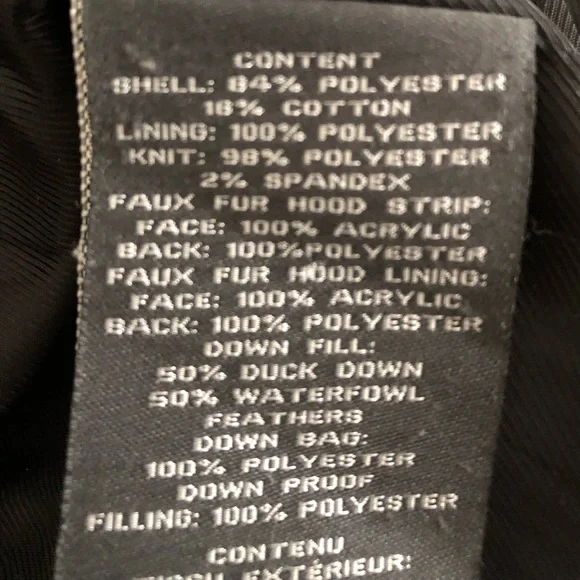 CONTENT
SHELL: 84% POLYESTER
16% COTTON
LINING: 100% POLYESTER
KNIT: 98% POLYESTER
2% SPANDEX
FAUX FUR HOOD STRIP:
FACE: 100% ACRYLIC
BACK: 100%POLYESTER
FAUX FUR HOOD LINING:
FACE: 100% ACRYLIC
BACK: 100% POLYESTER
DOWN FILL:
50% DUCK DOWN
50% WATERFOWL
FEATHERS
DOWN BAG:
100% POLYESTER
DOWN PROOF
FILLING: 100% POLYESTER
CONTENU
TISSU EXTÉRIEUR: